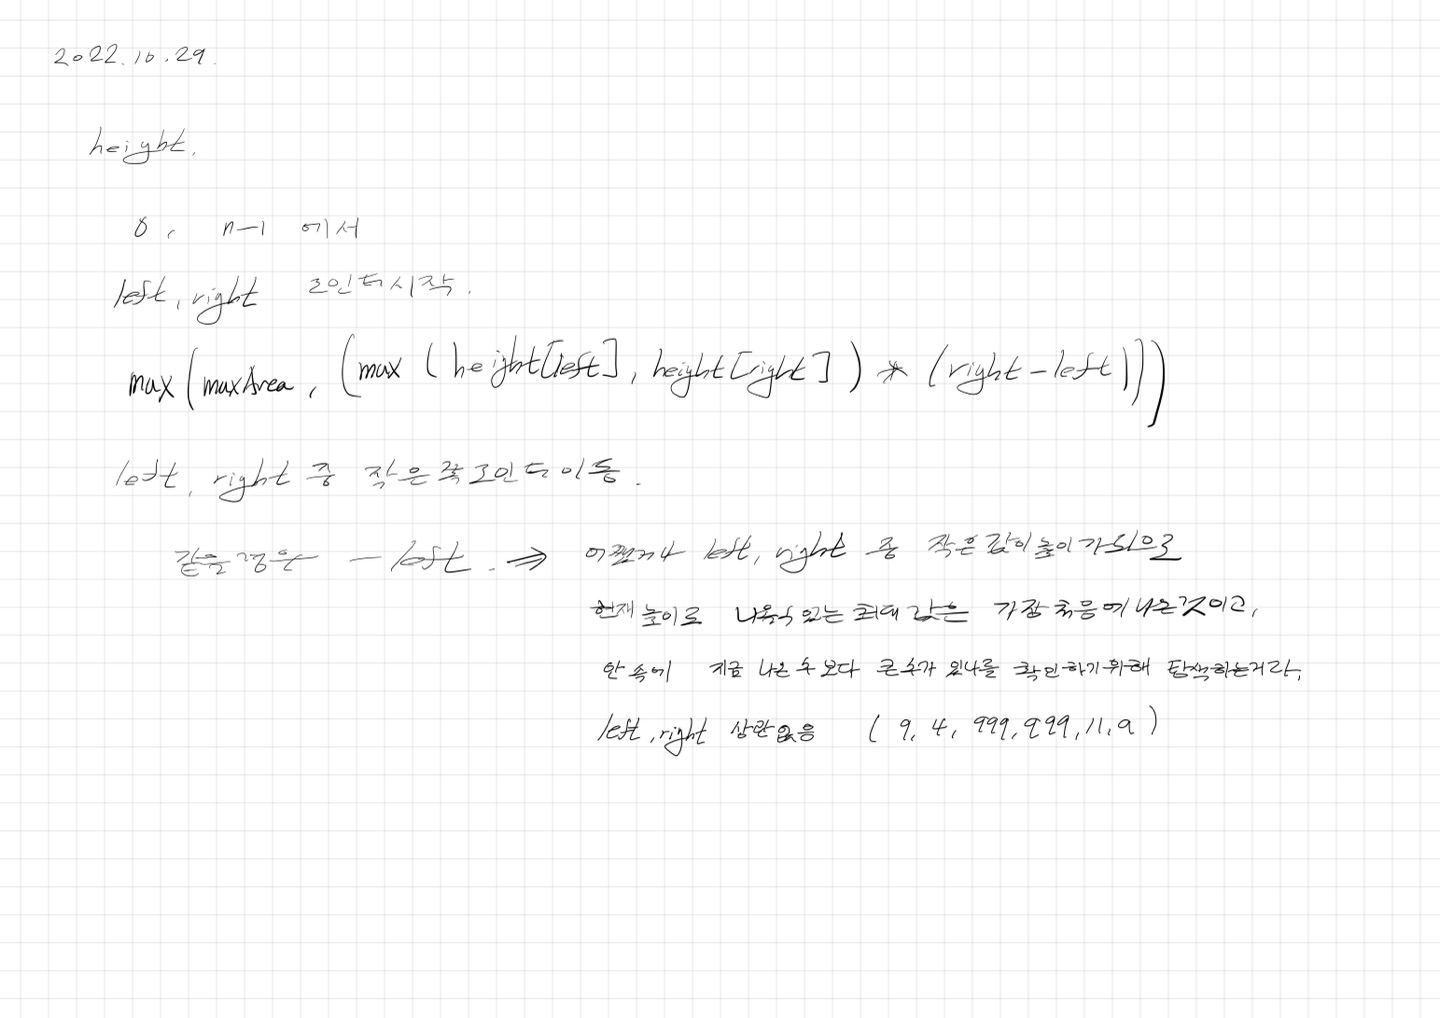 2022.10.29.
height.
0, n-1 에서
left, right 포인터 시작.
max(maxArea, (max (height[left], height[right]) * (right-left)))
left, right 중 작은 쪽 포인터 이동.
같을 경우 - left. ⇒ 어쨌거나 left, right 중 작은 값이 높이가 되므로
현재 높이로 나올 수 있는 최대 값은 가장 처음에 나온 것이고,
안 속에 지금 나온 수 보다 큰 수가 있나를 확인하기 위해 탐색하는거라,
left, right 상관 없음 (9, 4, 999, 999, 11, 9)